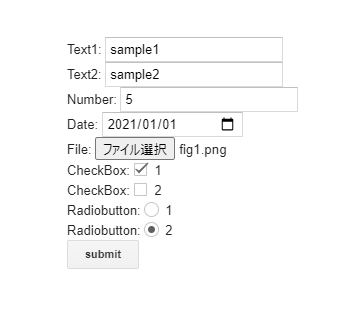 Text1: sample1
Text2: sample2
Number: 5
Date: 2021/01/01
File: ファイル選択 fig1.png
CheckBox: 1
CheckBox: 2
Radiobutton: 1
Radiobutton: 2
submit